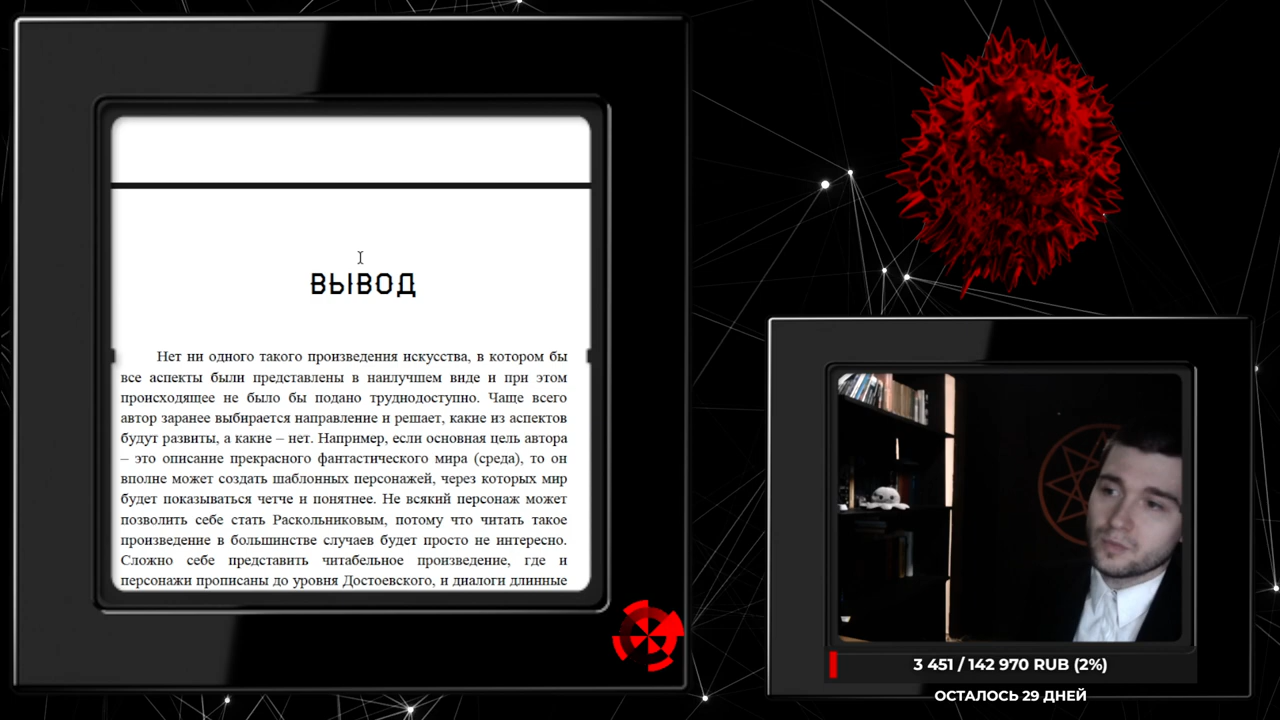 ВЫВОД
Нет ни одного такого произведения искусства, в котором бы
все аспекты были представлены в наилучшем виде и при этом
происходящее не было бы подано труднодоступно. Чаще всего
автор заранее выбирается направление и решает, какие из аспектов
будут развиты, а какие – нет. Например, если основная цель автора
– это описание прекрасного фантастического мира (среда), то он
вполне может создать шаблонных персонажей, через которых мир
будет показываться четче и понятнее. Не всякий персонаж может
позволить себе стать Раскольниковым, потому что читать такое
произведение в большинстве случаев будет просто не интересно.
Сложно себе представить читабельное произведение, где и
персонажи прописаны до уровня Достоевского, и диалоги длинные
3 451 / 142 970 RUB (2%)
ОСТАЛОСЬ 29 ДНЕЙ